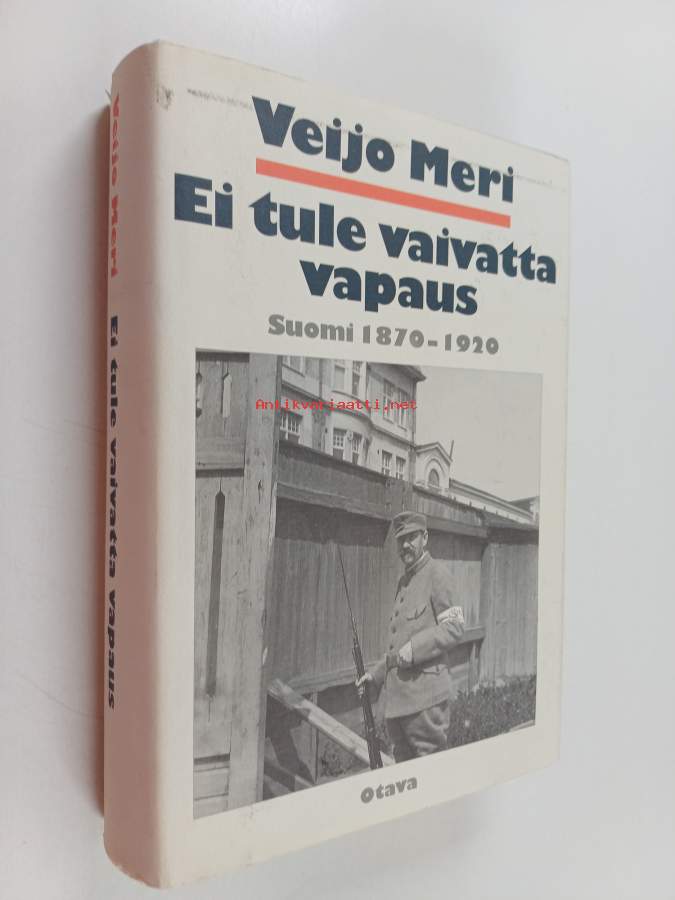 Veijo Meri
Ei tule vaivatta
vapaus
Suomi 1870–1920
Antikvariaatti.net
Otava
Veijo Meri Ei tule vaivatta vapaus